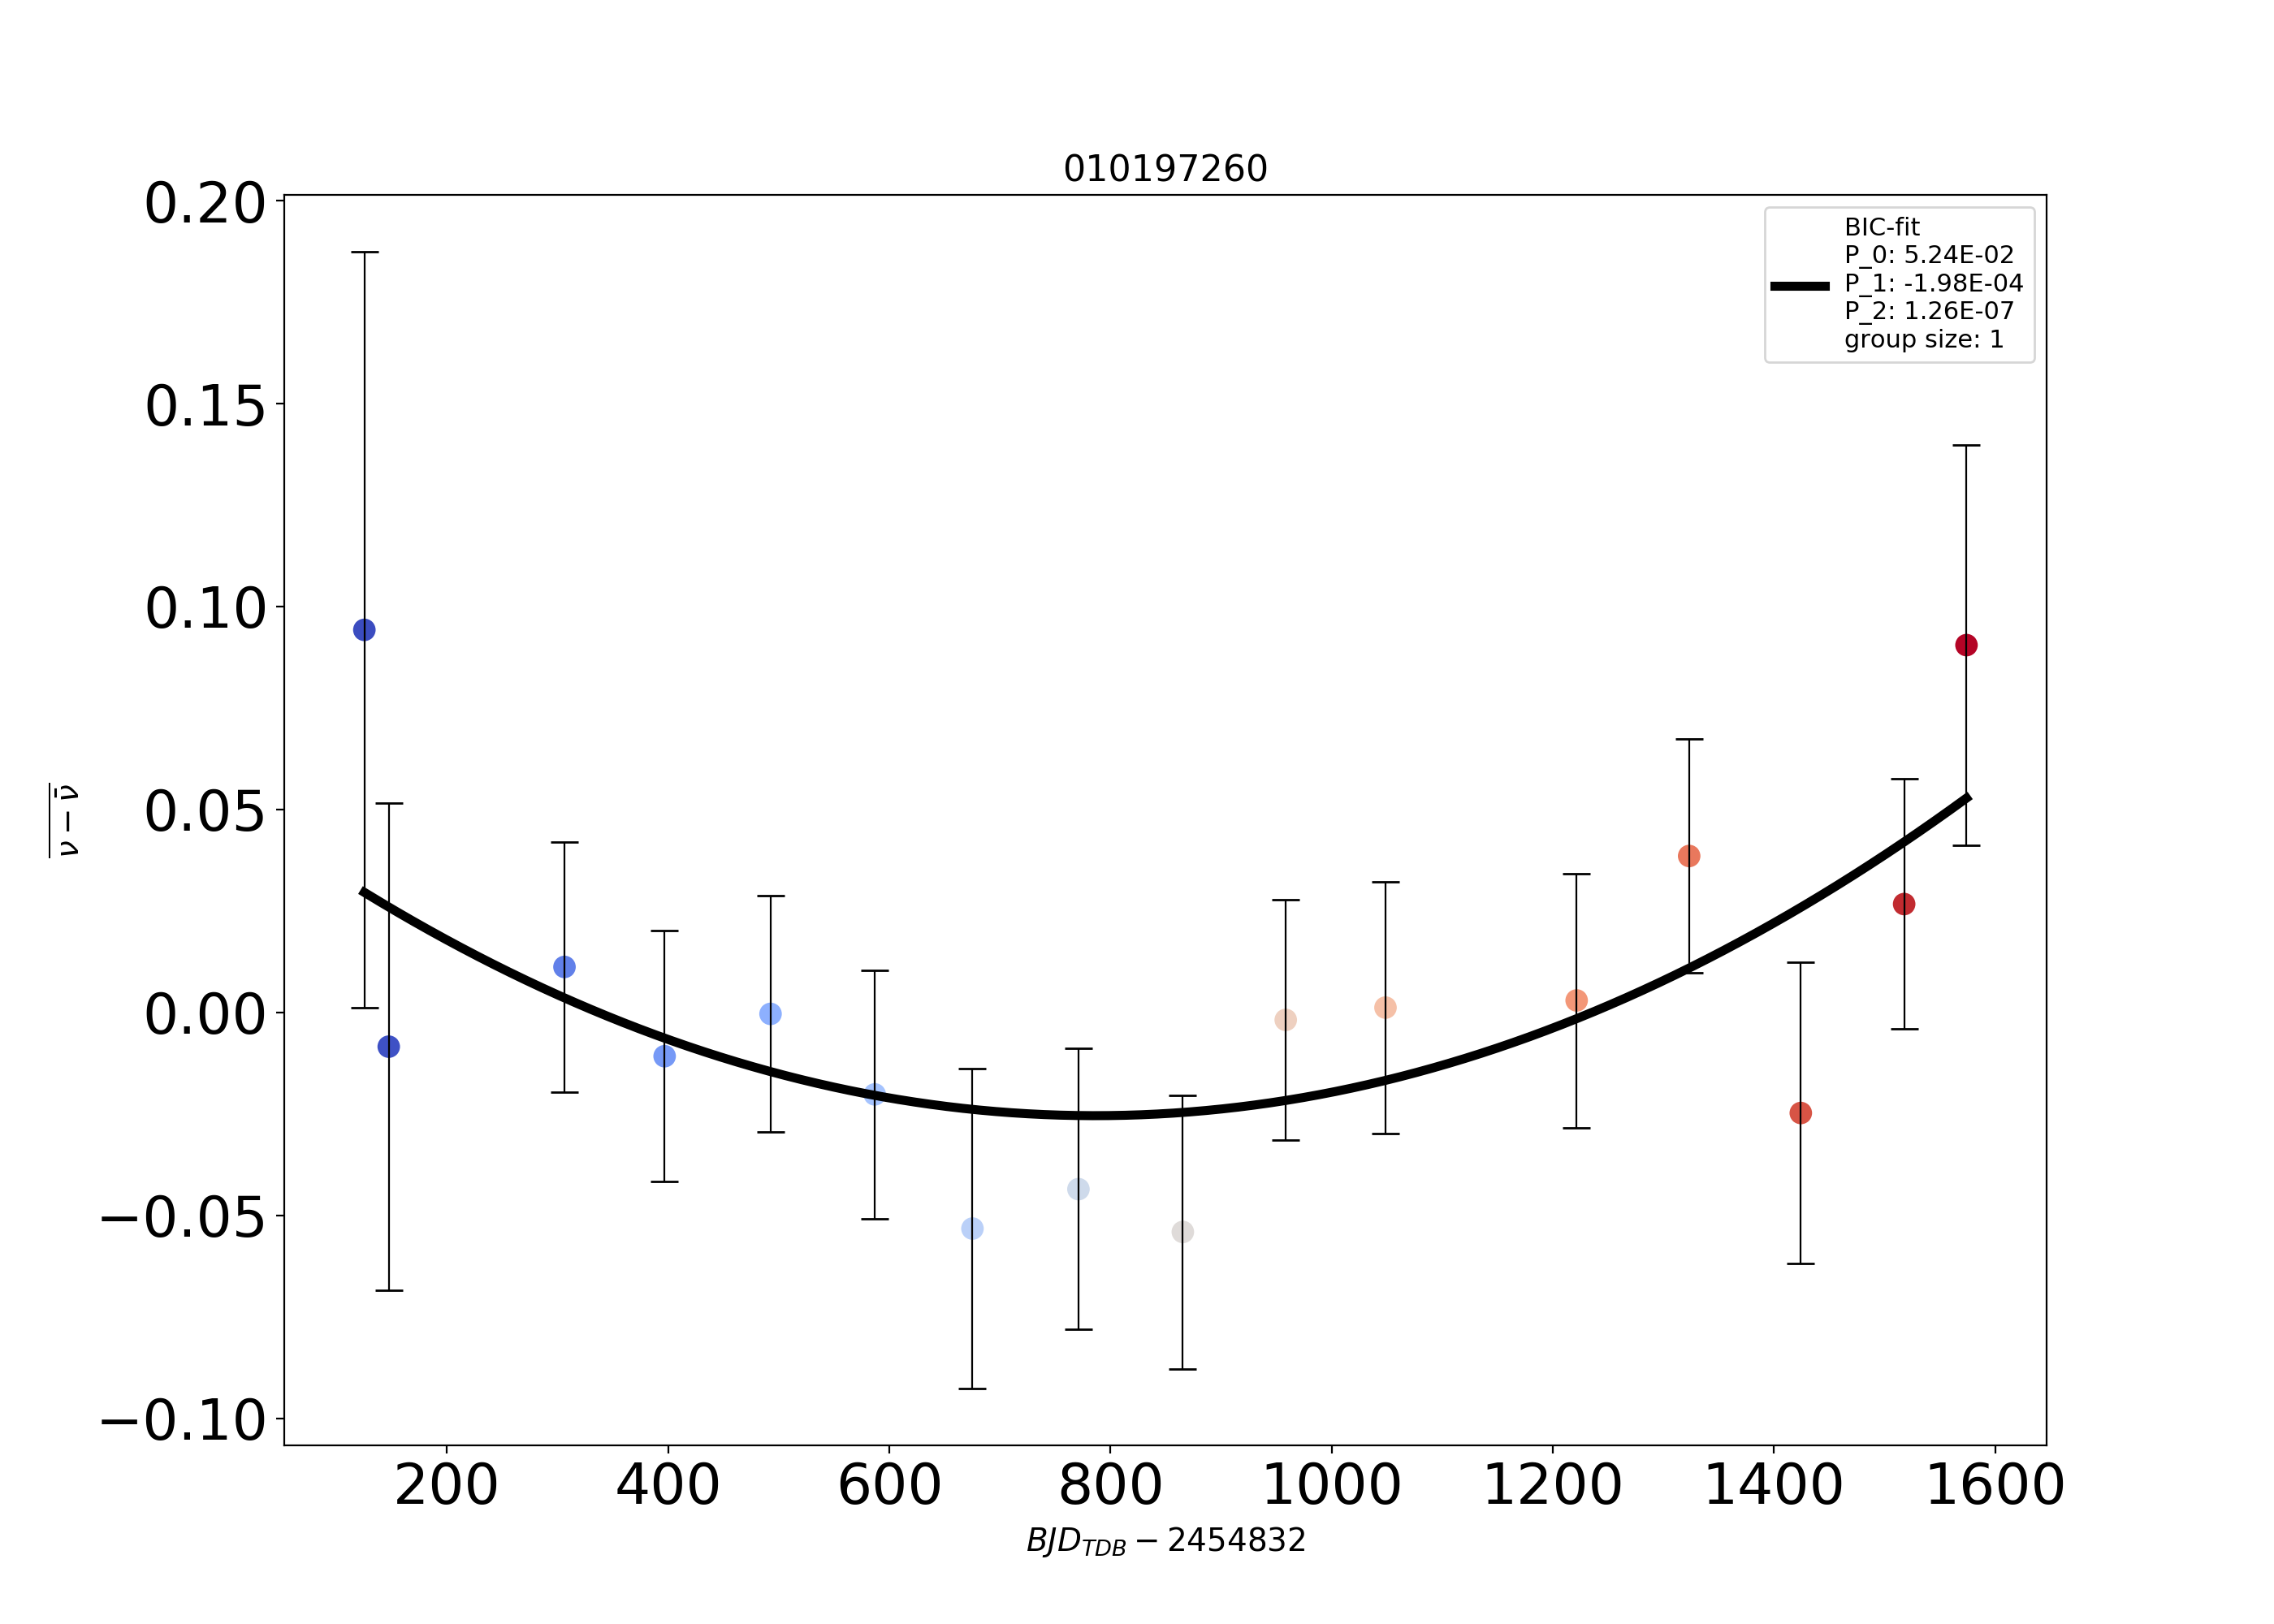 010197260
0.20
0.15
0.10
0.05
0.00
−0.05
−0.10
ν − ν̄
BIC-fit
P_0: 5.24E-02
P_1: -1.98E-04
P_2: 1.26E-07
group size: 1
200 400 600 800 1000 1200 1400 1600
BJD_TDB − 2454832